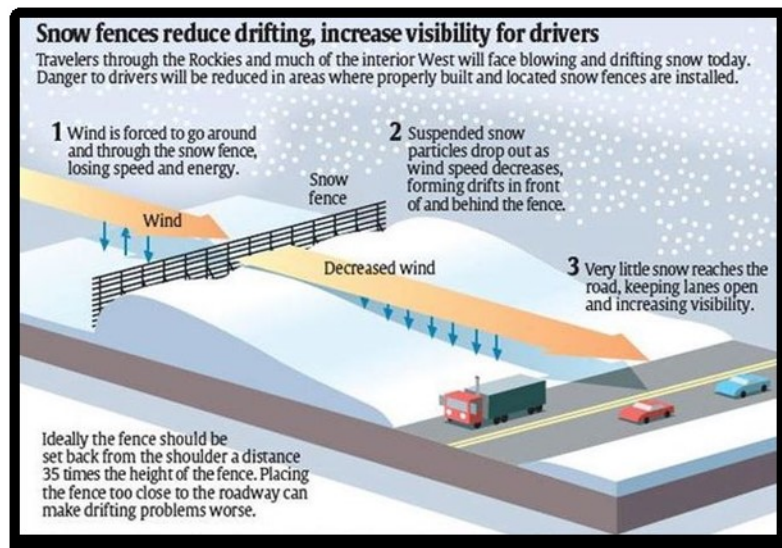 Snow fences reduce drifting, increase visibility for drivers
Travelers through the Rockies and much of the interior West will face blowing and drifting snow today.
Danger to drivers will be reduced in areas where properly built and located snow fences are installed.
1 Wind is forced to go around
and through the snow fence,
losing speed and energy.
2 Suspended snow
particles drop out as
wind speed decreases,
forming drifts in front
of and behind the fence.
Snow
fence
Wind
Decreased wind
3 Very little snow reaches the
road, keeping lanes open
and increasing visibility.
Ideally the fence should be
set back from the shoulder a distance
35 times the height of the fence. Placing
the fence too close to the roadway can
make drifting problems worse.